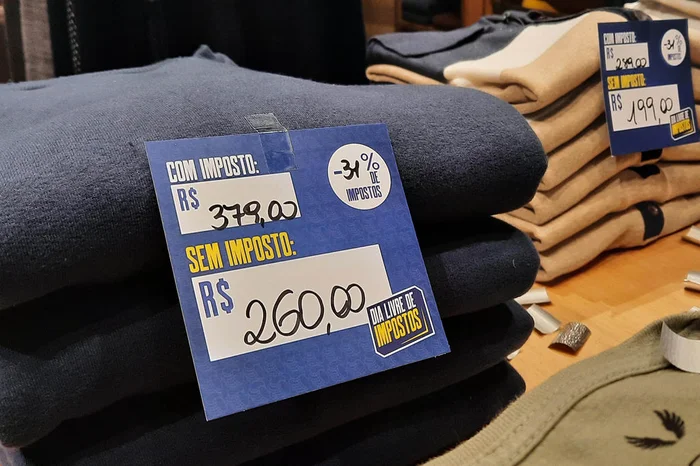 COM IMPOSTO:
R$ 379,00
-31%
DE
IMPOSTOS
SEM IMPOSTO:
R$ 260,00
DIA LIVRE DE
IMPOSTOS
COM IMPOSTO:
R$
-31%
SEM IMPOSTO:
R$ 199,00
DIA LIVRE DE
IMPOSTOS